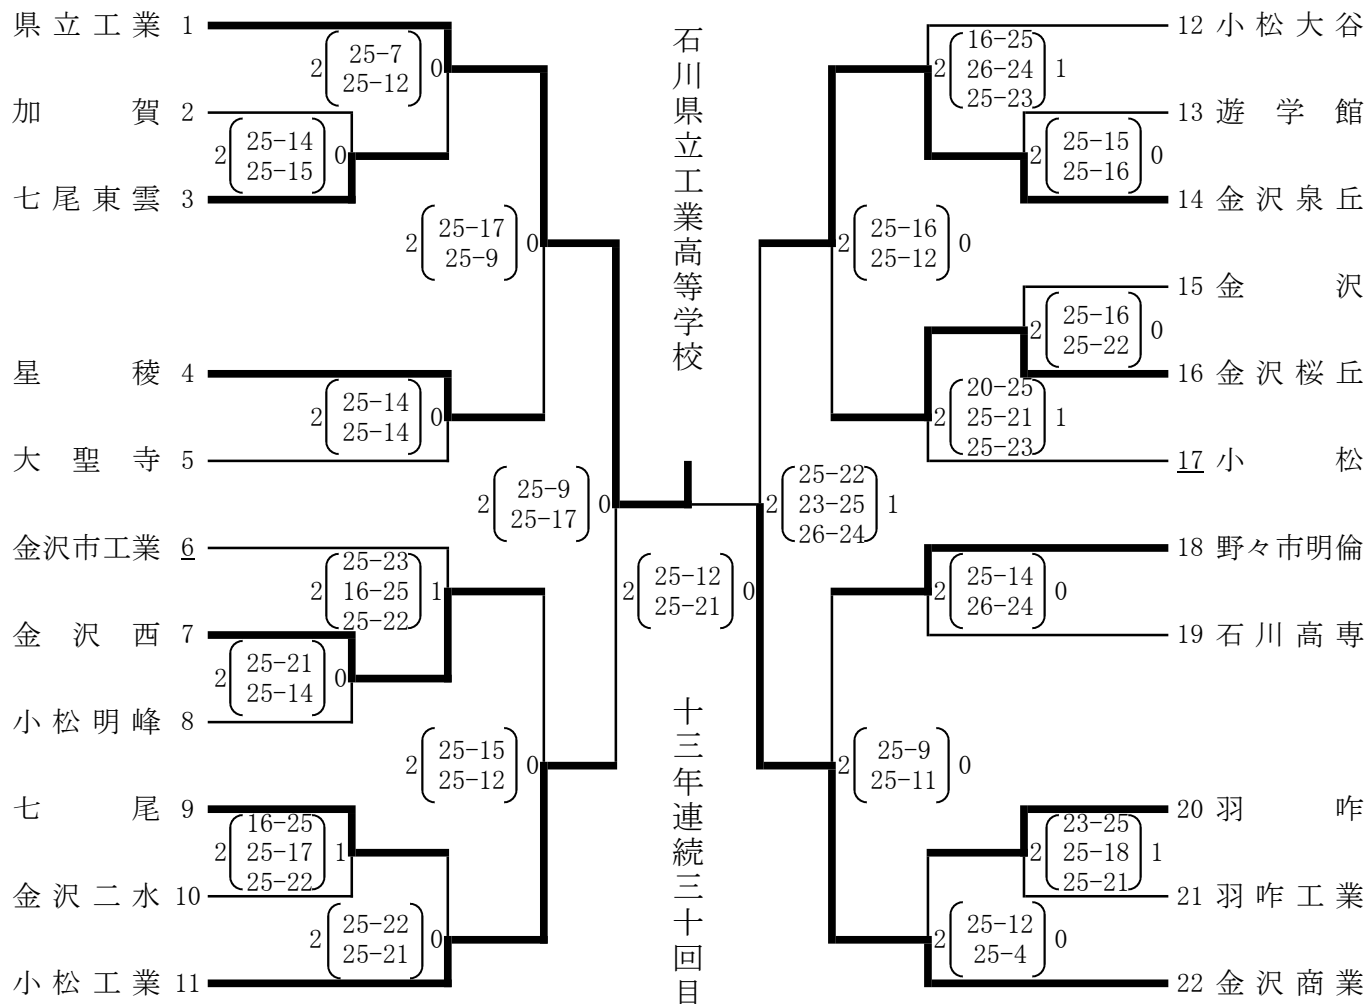 県立工業 1
2 25-7 0
25-12
加賀 2
2 25-14 0
25-15
七尾東雲 3
2 25-17 0
25-9
星稜 4
2 25-14 0
25-14
大聖寺 5
2 25-9 0
25-17
金沢市工業 6
25-23
2 16-25 1
25-22
金沢西 7
2 25-21 0
25-14
小松明峰 8
2 25-15 0
25-12
七尾 9
16-25
2 25-17 1
25-22
金沢二水 10
2 25-22 0
25-21
小松工業 11
石川県立工業高等学校
2 25-12 0
25-21
十三年連続三十回目
12 小松大谷
16-25
2 26-24 1
25-23
13 遊学館
2 25-15 0
25-16
14 金沢泉丘
2 25-16 0
25-12
15 金沢
2 25-16 0
25-22
16 金沢桜丘
20-25
2 25-21 1
25-23
17 小松
25-22
2 23-25 1
26-24
18 野々市明倫
2 25-14 0
26-24
19 石川高専
2 25-9 0
25-11
20 羽咋
23-25
2 25-18 1
25-21
21 羽咋工業
2 25-12 0
25-4
22 金沢商業